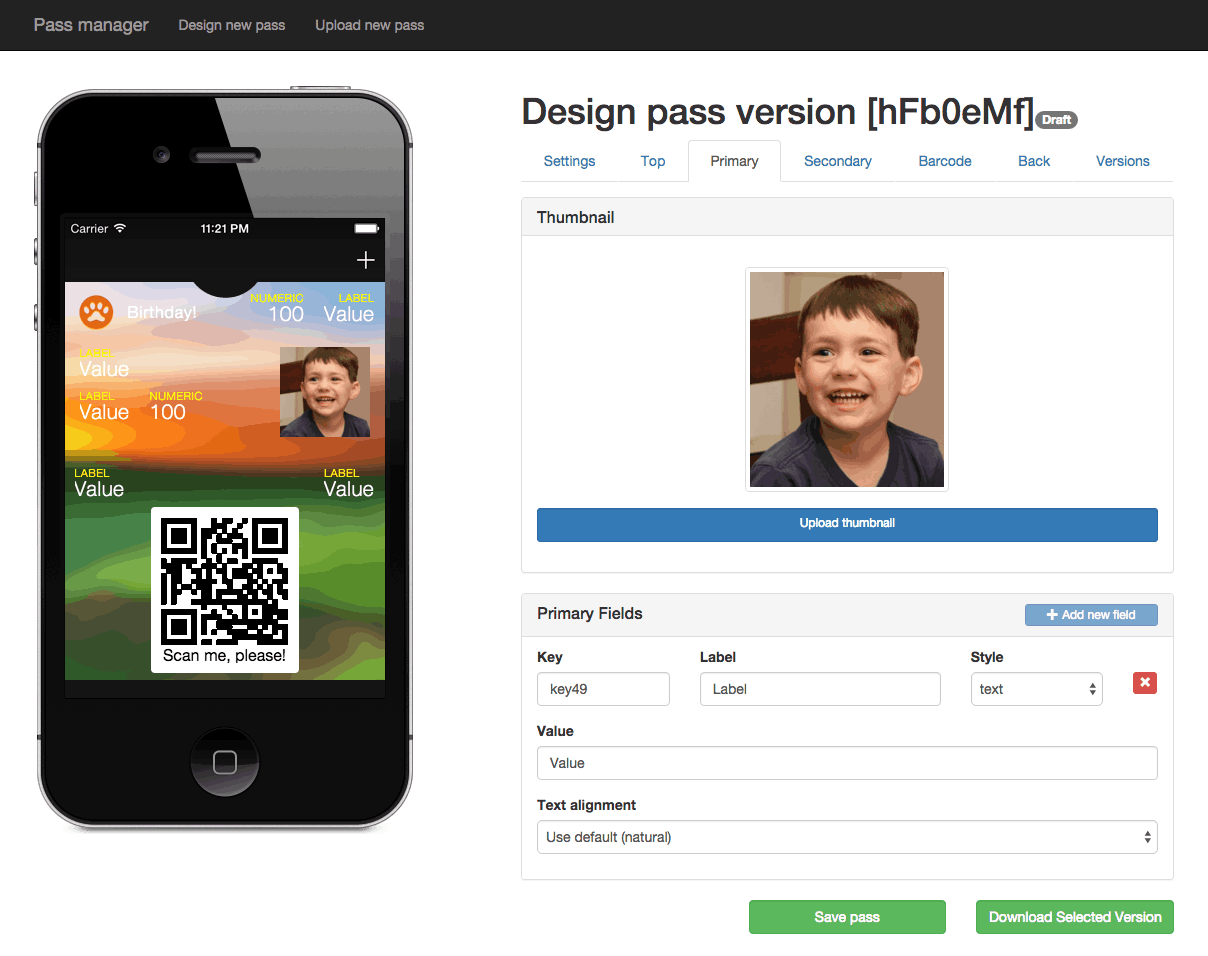 Pass manager Design new pass Upload new pass
Carrier 11:21 PM
Birthday!
NUMERIC LABEL
100 Value
LABEL
Value
LABEL NUMERIC
Value 100
LABEL LABEL
Value Value
Scan me, please!
Design pass version [hFb0eMf] Draft
Settings Top Primary Secondary Barcode Back Versions
Thumbnail
Upload thumbnail
Primary Fields Add new field
Key Label Style
key49 Label text
Value
Value
Text alignment
Use default (natural)
Save pass Download Selected Version